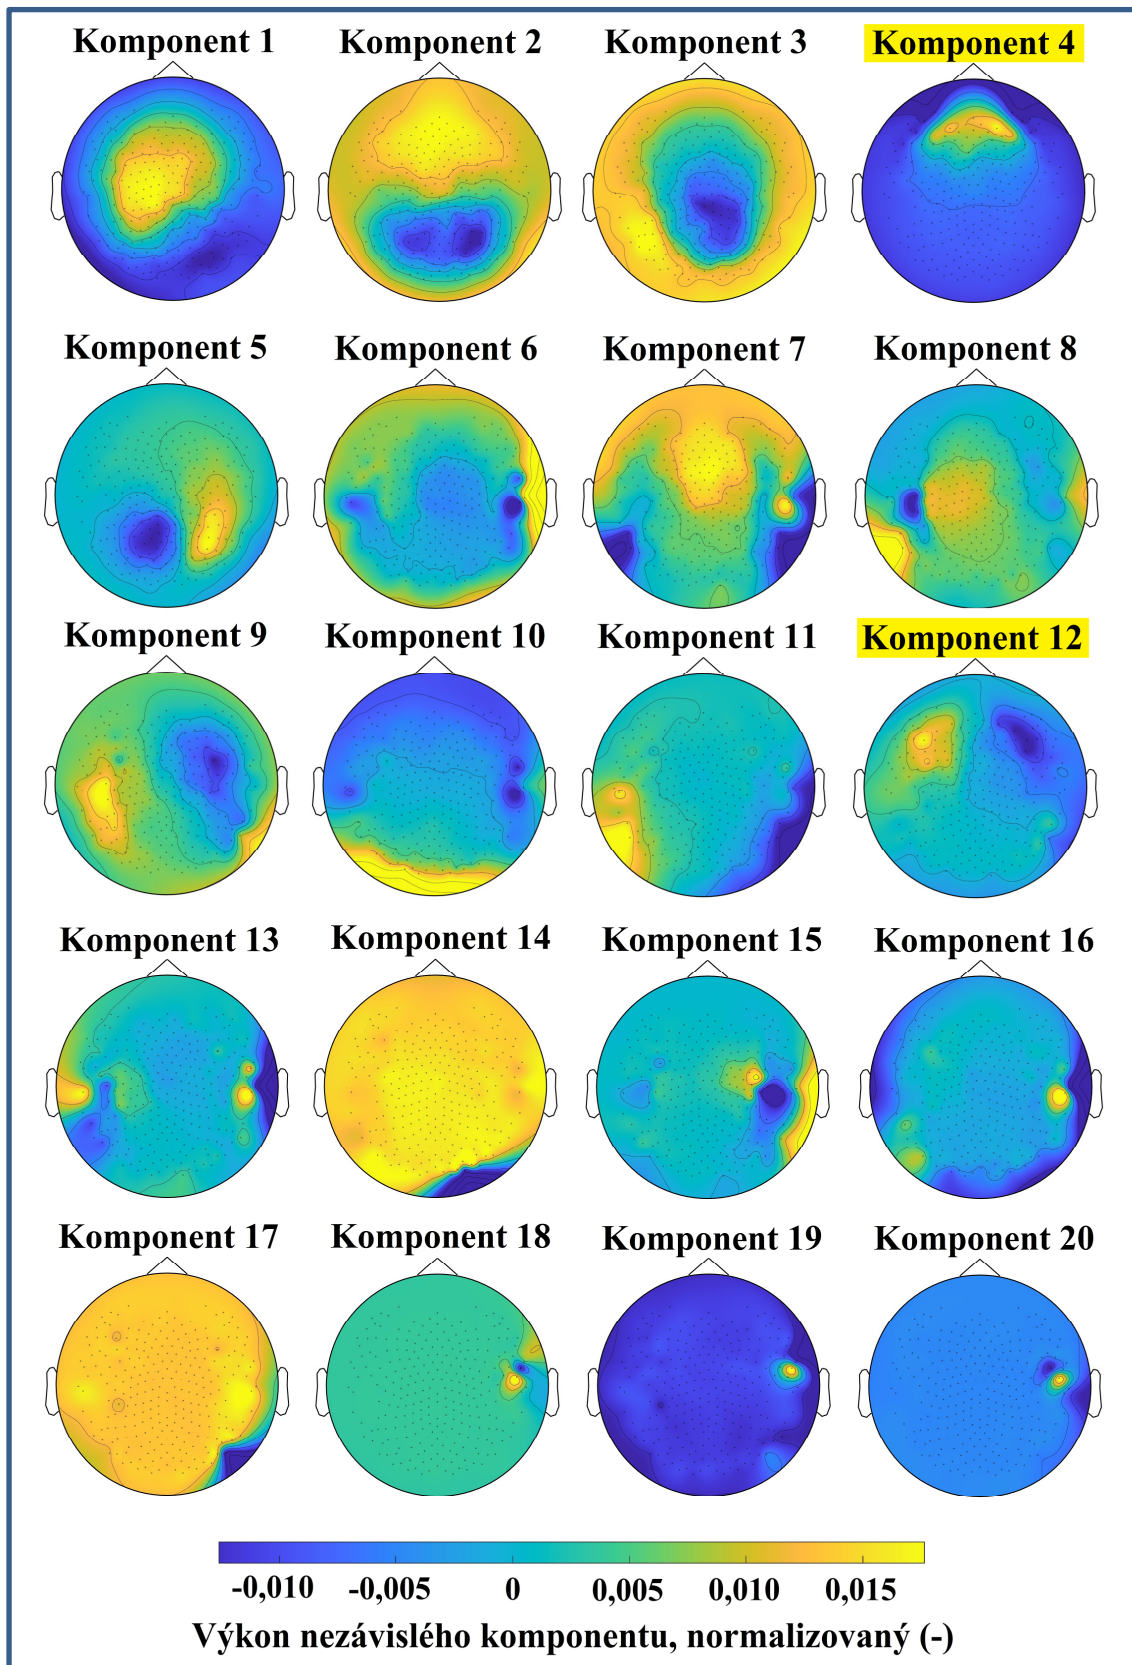 Komponent 1 Komponent 2 Komponent 3 Komponent 4
Komponent 5 Komponent 6 Komponent 7 Komponent 8
Komponent 9 Komponent 10 Komponent 11 Komponent 12
Komponent 13 Komponent 14 Komponent 15 Komponent 16
Komponent 17 Komponent 18 Komponent 19 Komponent 20
-0,010 -0,005 0 0,005 0,010 0,015
Výkon nezávislého komponentu, normalizovaný (-)